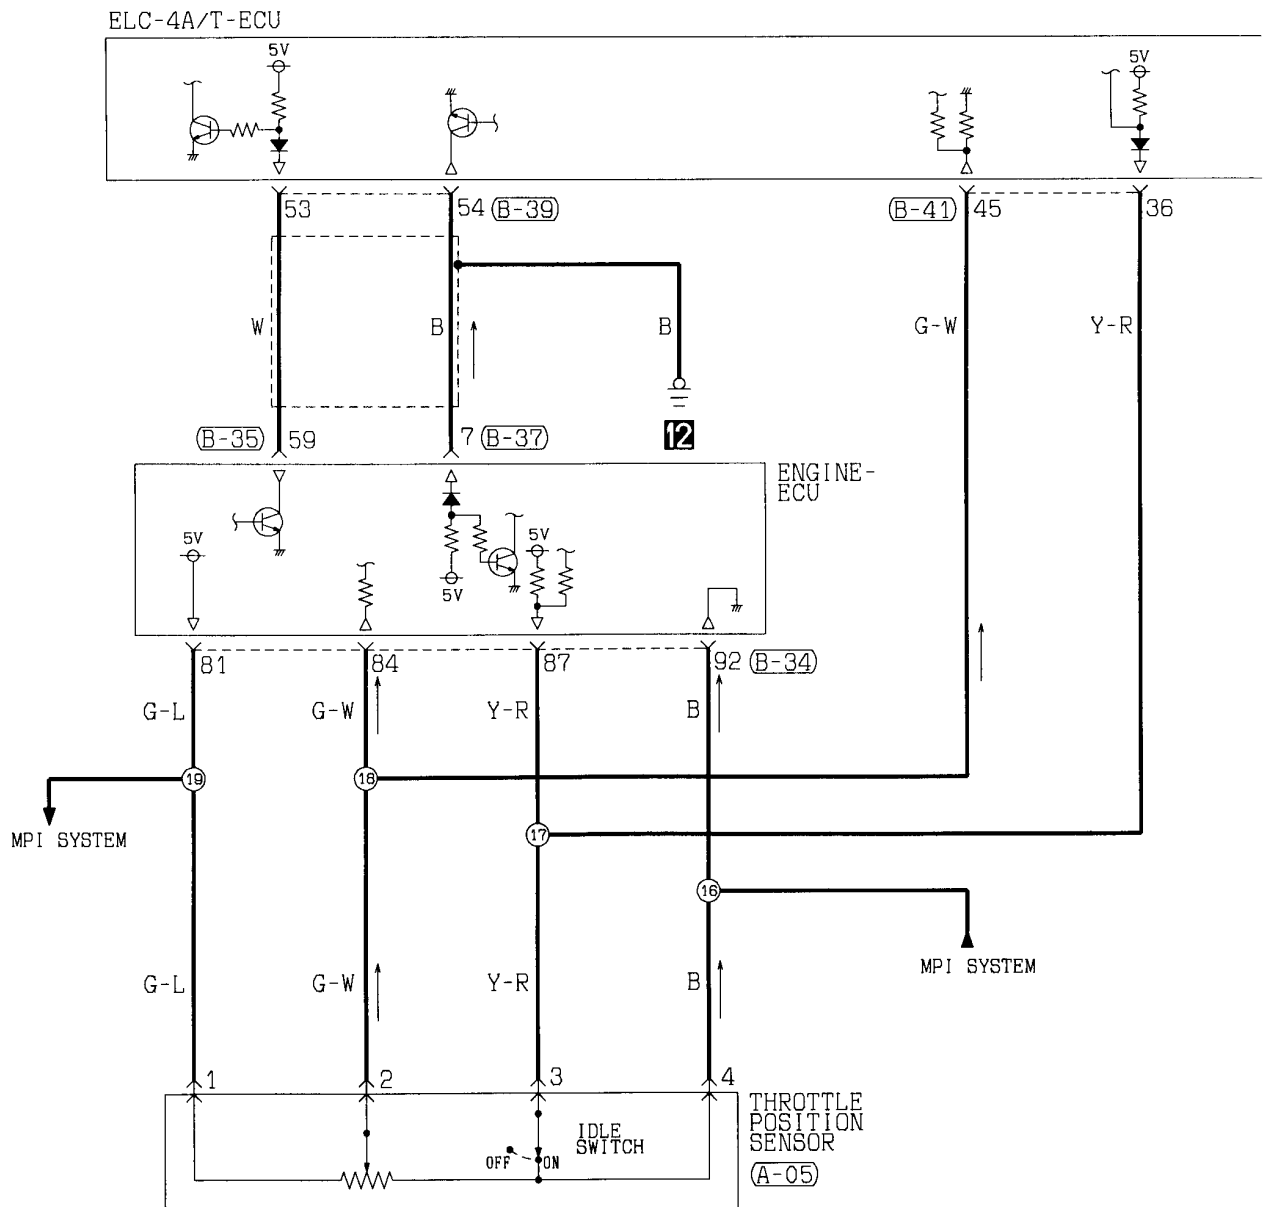 ELC-4A/T-ECU
5V
5V
53
54
B-39
B-41
45
36
W
B
B
G-W
Y-R
12
B-35
59
7
B-37
ENGINE-
ECU
5V
5V
5V
81
84
87
92
B-34
G-L
G-W
Y-R
B
19
18
17
16
MPI SYSTEM
MPI SYSTEM
G-L
G-W
Y-R
B
1
2
3
4
THROTTLE
POSITION
SENSOR
A-05
IDLE
SWITCH
OFF
ON